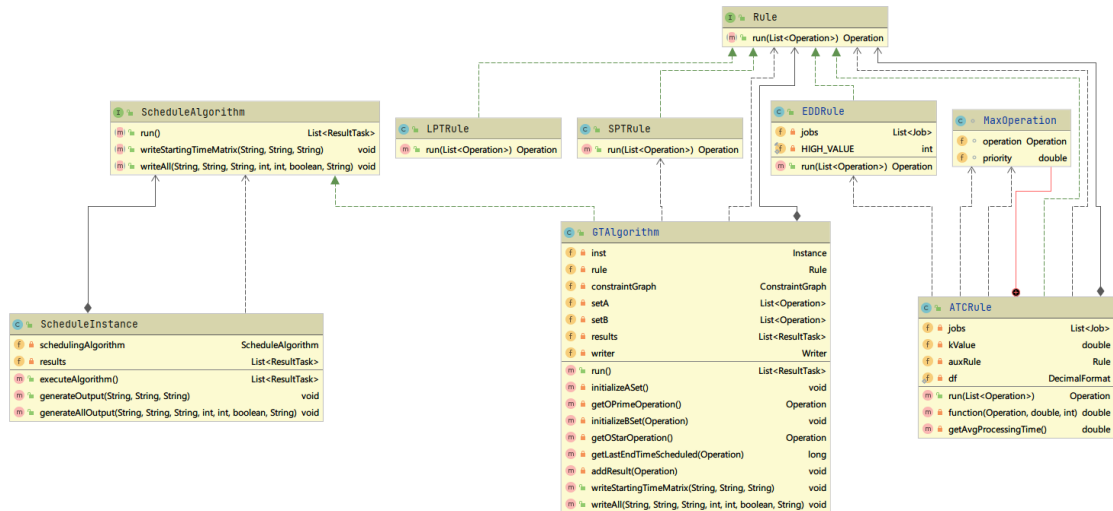 Rule
run(List<Operation>) Operation
ScheduleAlgorithm
run() List<ResultTask>
writeStartingTimeMatrix(String, String, String) void
writeAll(String, String, String, int, int, boolean, String) void
LPTRule
run(List<Operation>) Operation
SPTRule
run(List<Operation>) Operation
EDDRule
jobs List<Job>
HIGH_VALUE int
run(List<Operation>) Operation
MaxOperation
operation Operation
priority double
GTAlgorithm
inst Instance
rule Rule
constraintGraph ConstraintGraph
setA List<Operation>
setB List<Operation>
results List<ResultTask>
writer Writer
run() List<ResultTask>
initializeASet() void
getOPrimeOperation() Operation
initializeBSet(Operation) void
getOStarOperation() Operation
getLastEndTimeScheduled(Operation) long
addResult(Operation) void
writeStartingTimeMatrix(String, String, String) void
writeAll(String, String, String, int, int, boolean, String) void
ScheduleInstance
schedulingAlgorithm ScheduleAlgorithm
results List<ResultTask>
executeAlgorithm() List<ResultTask>
generateOutput(String, String, String) void
generateAllOutput(String, String, String, int, int, boolean, String) void
ATCRule
jobs List<Job>
kValue double
auxRule Rule
df DecimalFormat
run(List<Operation>) Operation
function(Operation, double, int) double
getAvgProcessingTime() double